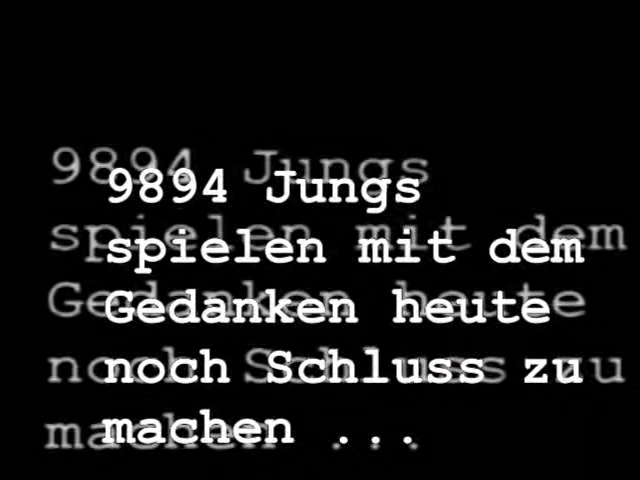 9894 Jungs
spielen mit dem
Gedanken heute
noch Schluss zu
machen ...